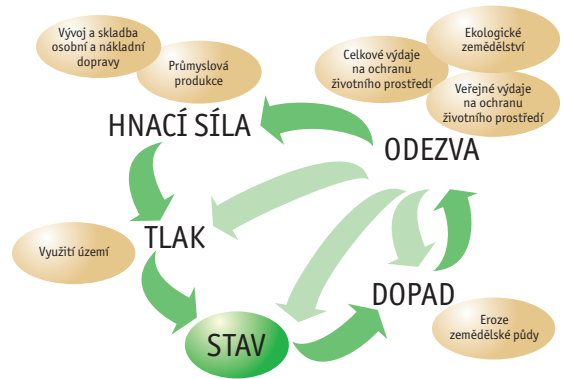 Vývoj a skladba
osobní a nákladní
dopravy
Průmyslová
produkce
Celkové výdaje
na ochranu
životního prostředí
Ekologické
zemědělství
Veřejné výdaje
na ochranu
životního prostředí
HNACÍ SÍLA
ODEZVA
TLAK
Využití území
DOPAD
STAV
Eroze
zemědělské půdy